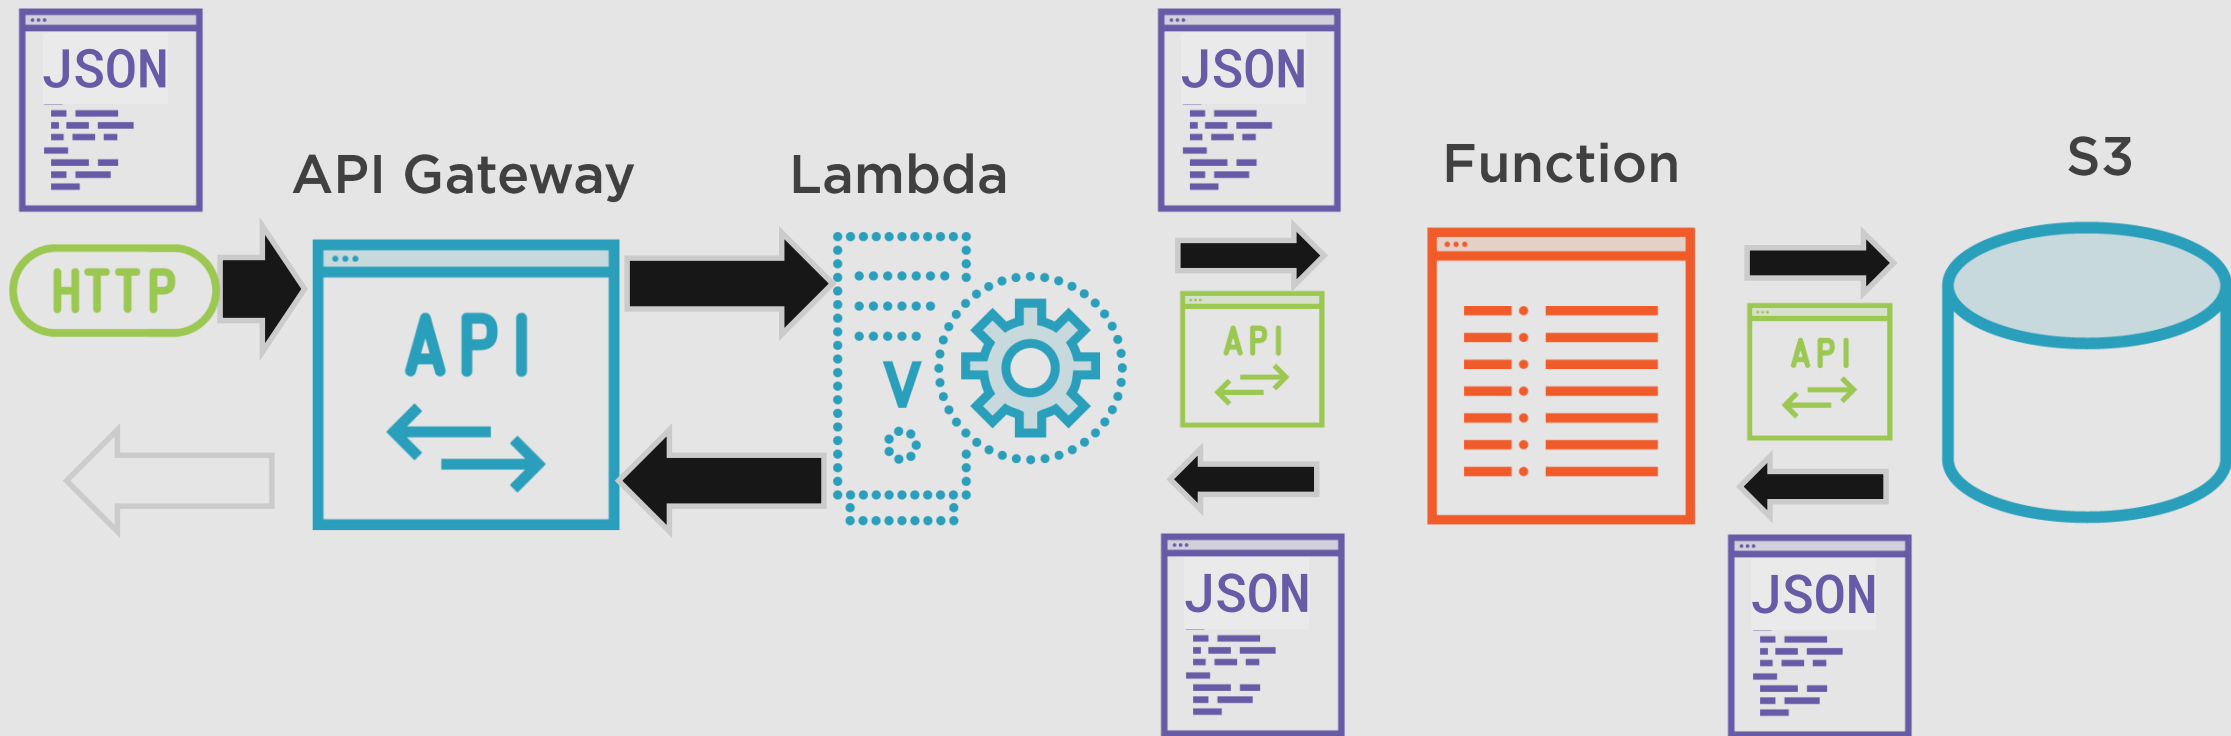 JSON
HTTP
API Gateway
API
Lambda
V
JSON
API
JSON
Function
API
JSON
S3